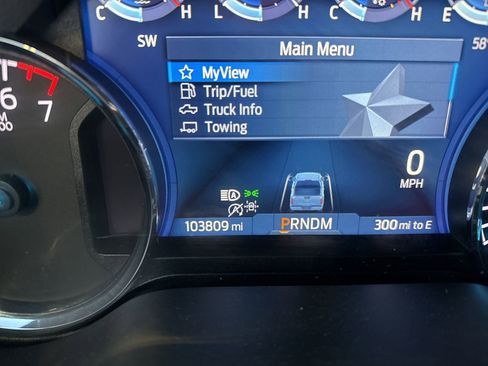 C H L H C H E
SW
58°
Main Menu
MyView
Trip/Fuel
Truck Info
Towing
6
7
0
MPH
103809 mi
PRNDM
300 mi to E